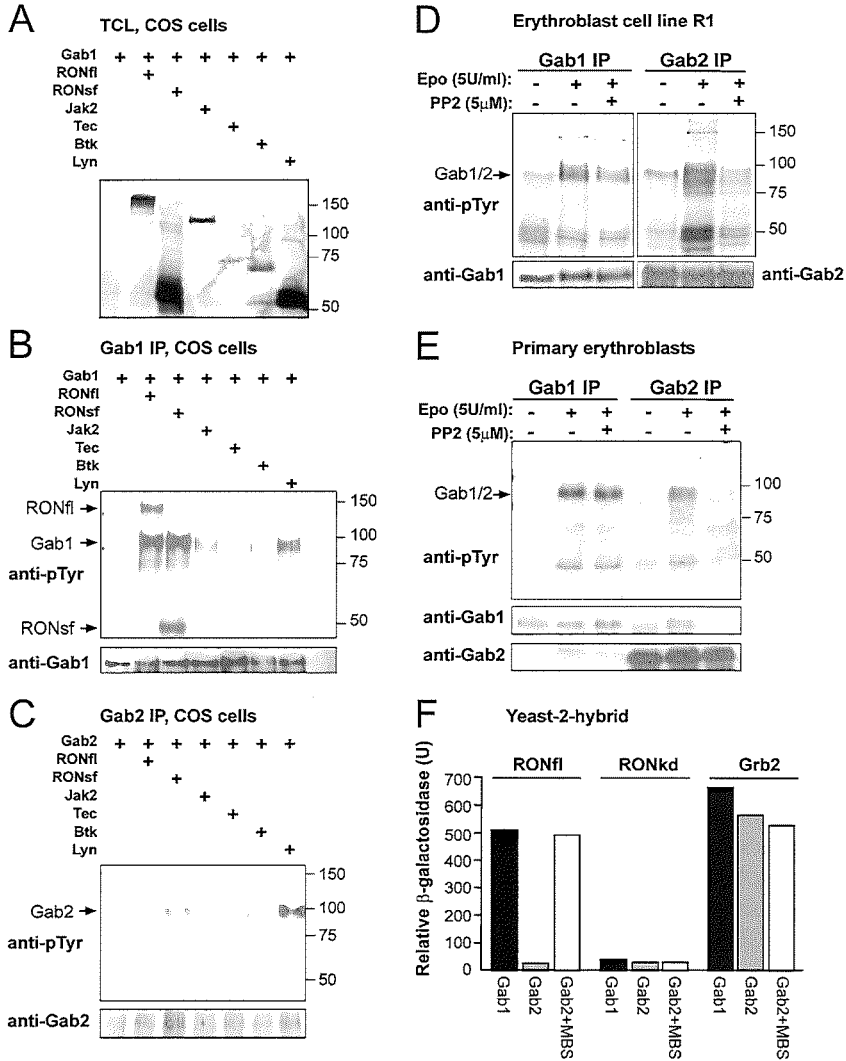 A
TCL, COS cells
Gab1 + + + + + + +
RONfl +
RONsf +
Jak2 +
Tec +
Btk +
Lyn +
150
100
75
50
B
Gab1 IP, COS cells
Gab1 + + + + + + +
RONfl +
RONsf +
Jak2 +
Tec +
Btk +
Lyn +
RONfl
Gab1
anti-pTyr
RONsf
150
100
75
50
anti-Gab1
C
Gab2 IP, COS cells
Gab2 + + + + + + +
RONfl +
RONsf +
Jak2 +
Tec +
Btk +
Lyn +
Gab2
anti-pTyr
150
100
75
50
anti-Gab2
D
Erythroblast cell line R1
Gab1 IP Gab2 IP
Epo (5U/ml): - + + - + +
PP2 (5µM): + +
Gab1/2
anti-pTyr
150
100
75
50
anti-Gab1
anti-Gab2
E
Primary erythroblasts
Gab1 IP Gab2 IP
Epo (5U/ml): - + + - + +
PP2 (5µM): - - + - - +
Gab1/2
anti-pTyr
100
75
50
anti-Gab1
anti-Gab2
F
Yeast-2-hybrid
RONfl RONkd Grb2
Relative β-galactosidase (U)
700
600
500
400
300
200
100
0
Gab1
Gab2
Gab2+MBS
Gab1
Gab2
Gab2+MBS
Gab1
Gab2
Gab2+MBS